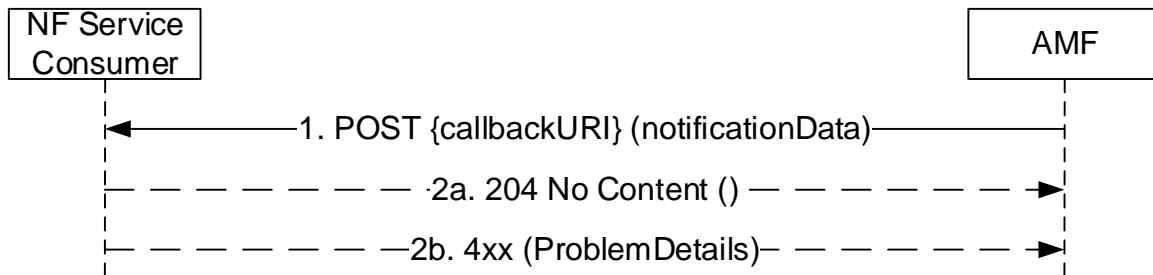 NF Service
Consumer
AMF
1. POST {callbackURI} (notificationData)
2a. 204 No Content ()
2b. 4xx (ProblemDetails)